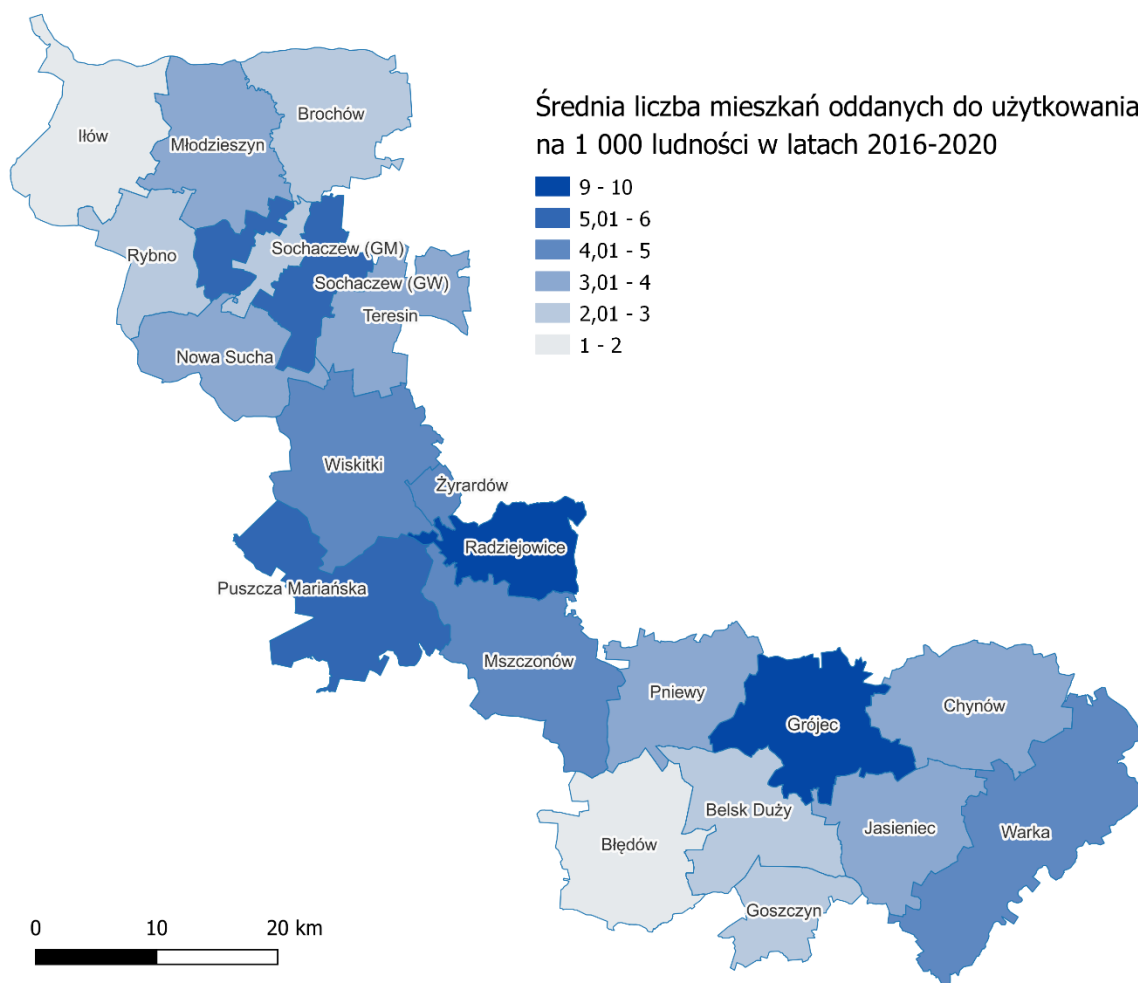 Średnia liczba mieszkań oddanych do użytkowania
na 1 000 ludności w latach 2016-2020
9 - 10
5,01 - 6
4,01 - 5
3,01 - 4
2,01 - 3
1 - 2
Brochów
Iłów
Młodzieszyn
Sochaczew (GM)
Rybno
Sochaczew (GW)
Teresin
Nowa Sucha
Wiskitki
Żyrardów
Radziejowice
Puszcza Mariańska
Mszczonów
Pniewy
Chynów
Grójec
Belsk Duży
Jasieniec
Warka
Błędów
Goszczyn
0 10 20 km